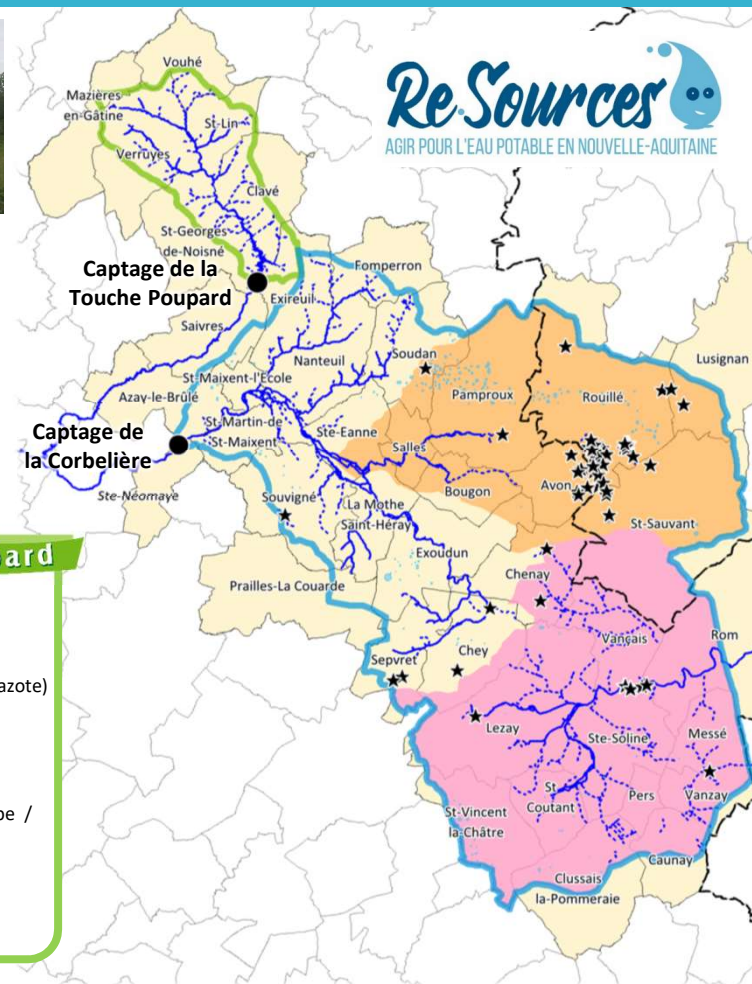 Re.Sources
AGIR POUR L'EAU POTABLE EN NOUVELLE-AQUITAINE
Vouhé
Mazières
en-Gâtine
St-Lin
Verruyes
Clavé
St-Georges
de-Noisné
Captage de la
Touche Poupard
Fomperron
Exireuil
Saivres
Soudan
Lusignan
Nanteuil
St-Maixent-l'École
Pamproux
Rouillé
Azay-le-Brûlé
St-Martin-de
St-Maixent
Ste-Eanne
Captage de
la Corbelière
Salles
Ste-Néomaye
Souvigné
Bougon
Avon
La Mothe
Saint-Héray
St-Sauvant
Exoudun
Chenay
Prailles-La Couarde
Vançais
Rom
Sepvret
Chey
Lezay
Ste-Soline
Messé
St
Coutant
Pers
Vanzay
St-Vincent
la-Châtre
Caunay
Clussais
la-Pommeraie
ard
azote)
pe /